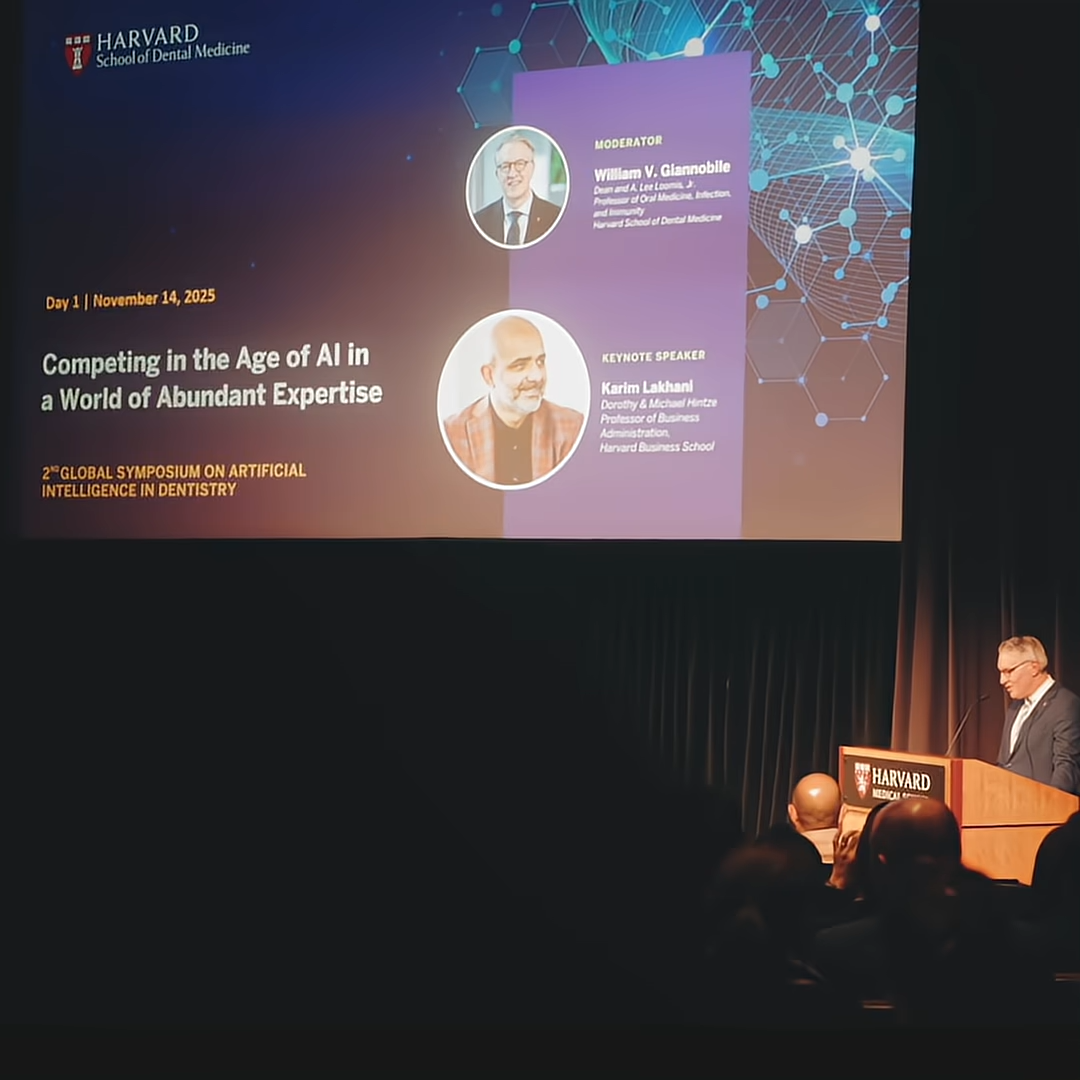 HARVARD
School of Dental Medicine
MODERATOR
William V. Giannobile
Dean and A. Lee Loomis, Jr.
Professor of Oral Medicine, Infection,
and Immunity
Harvard School of Dental Medicine
Day 1 | November 14, 2025
Competing in the Age of AI in
a World of Abundant Expertise
2ND GLOBAL SYMPOSIUM ON ARTIFICIAL
INTELLIGENCE IN DENTISTRY
KEYNOTE SPEAKER
Karim Lakhani
Dorothy & Michael Hintze
Professor of Business
Administration,
Harvard Business School
HARVARD
MEDICAL